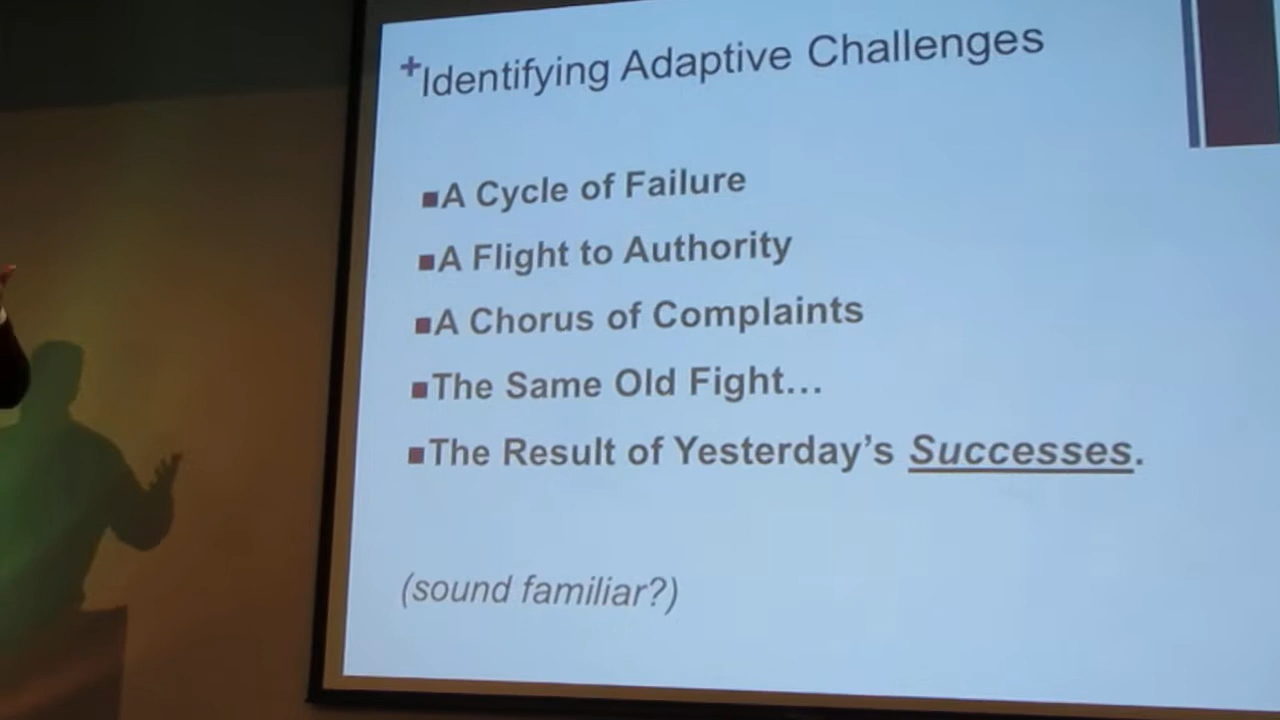 +Identifying Adaptive Challenges
■A Cycle of Failure
■A Flight to Authority
■A Chorus of Complaints
■The Same Old Fight…
■The Result of Yesterday’s Successes.
(sound familiar?)